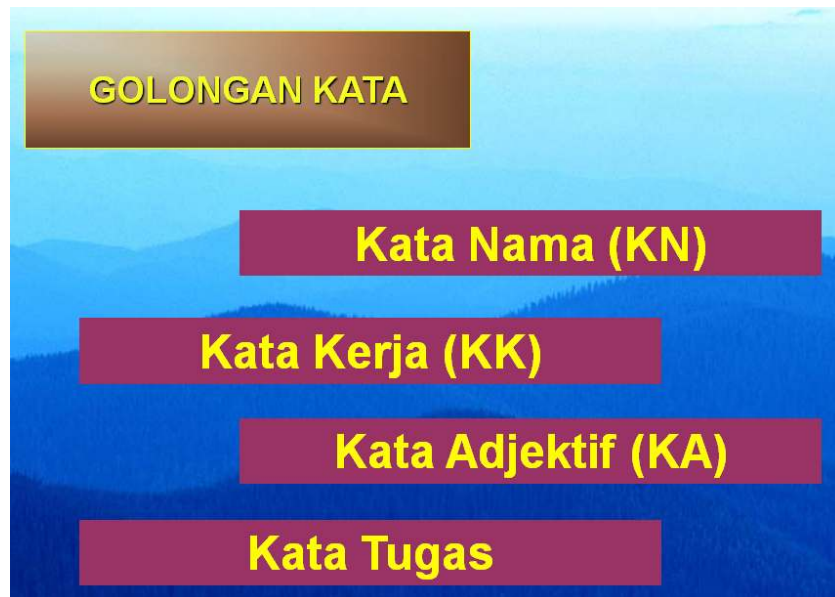 GOLONGAN KATA
Kata Nama (KN)
Kata Kerja (KK)
Kata Adjektif (KA)
Kata Tugas